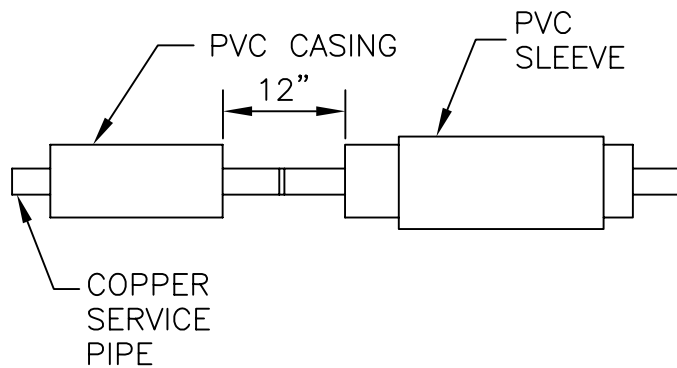 PVC CASING
12”
PVC
SLEEVE
COPPER
SERVICE
PIPE